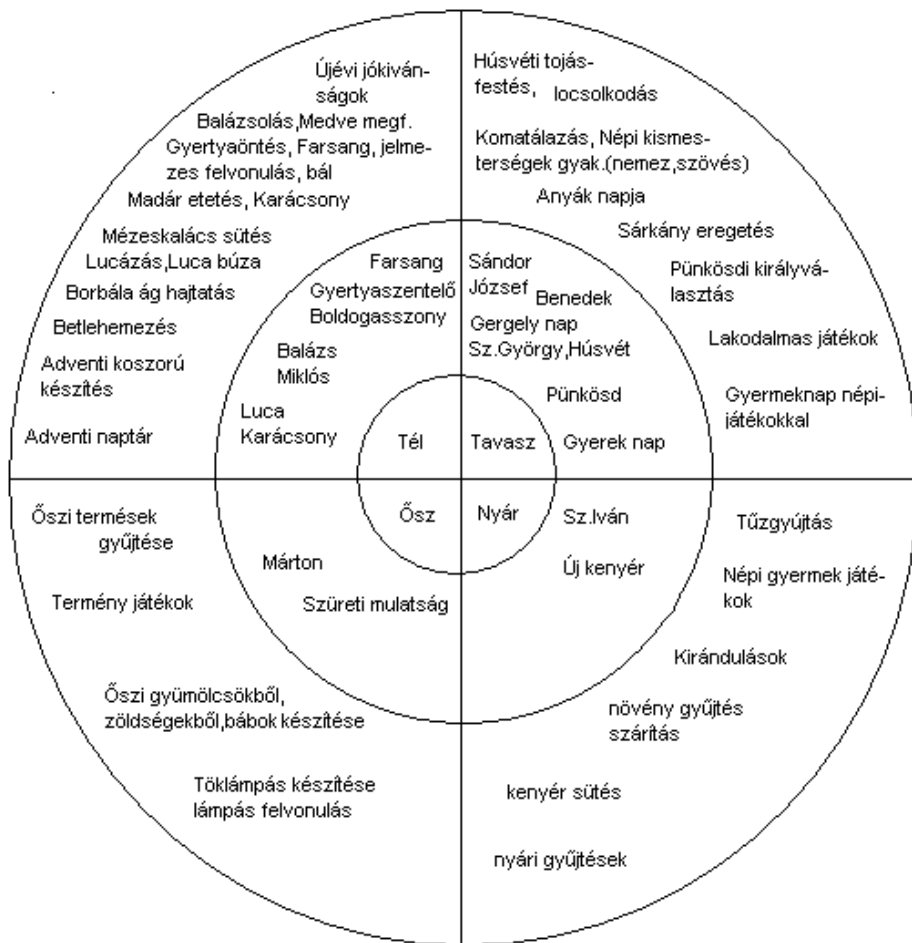 Újévi jókiván-
ságok
Balázsolás,Medve megf.
Gyertyaöntés, Farsang, jelme-
zes felvonulás, bál
Madár etetés, Karácsony
Mézeskalács sütés
Lucázás,Luca búza
Borbála ág hajtatás
Betlehemezés
Adventi koszorú
készítés
Adventi naptár
Farsang
Gyertyaszentelő
Boldogasszony
Balázs
Miklós
Luca
Karácsony
Tél
Húsvéti tojás-
festés, locsolkodás
Komatálazás, Népi kismes-
terségek gyak.(nemez,szövés)
Anyák napja
Sárkány eregetés
Pünkösdi királyvá-
lasztás
Lakodalmas játékok
Gyermeknap népi-
játékokkal
Sándor
József
Benedek
Gergely nap
Sz.György,Húsvét
Pünkösd
Gyerek nap
Tavasz
Ősz
Márton
Szüreti mulatság
Őszi termések
gyűjtése
Termény játékok
Őszi gyümölcsökből,
zöldségekből,bábok készítése
Töklámpás készítése
lámpás felvonulás
Nyár
Sz.Iván
Új kenyér
Tűzgyújtás
Népi gyermek játé-
kok
Kirándulások
növény gyűjtés
szárítás
kenyér sütés
nyári gyűjtések